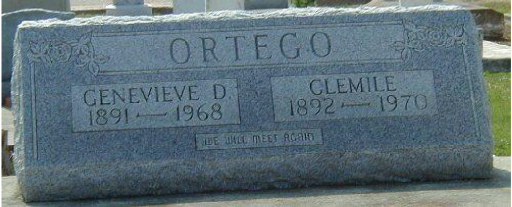 ORTEGO
GENEVIEVE D.
1891 — 1968
CLEMILE
1892 — 1970
WE WILL MEET AGAIN